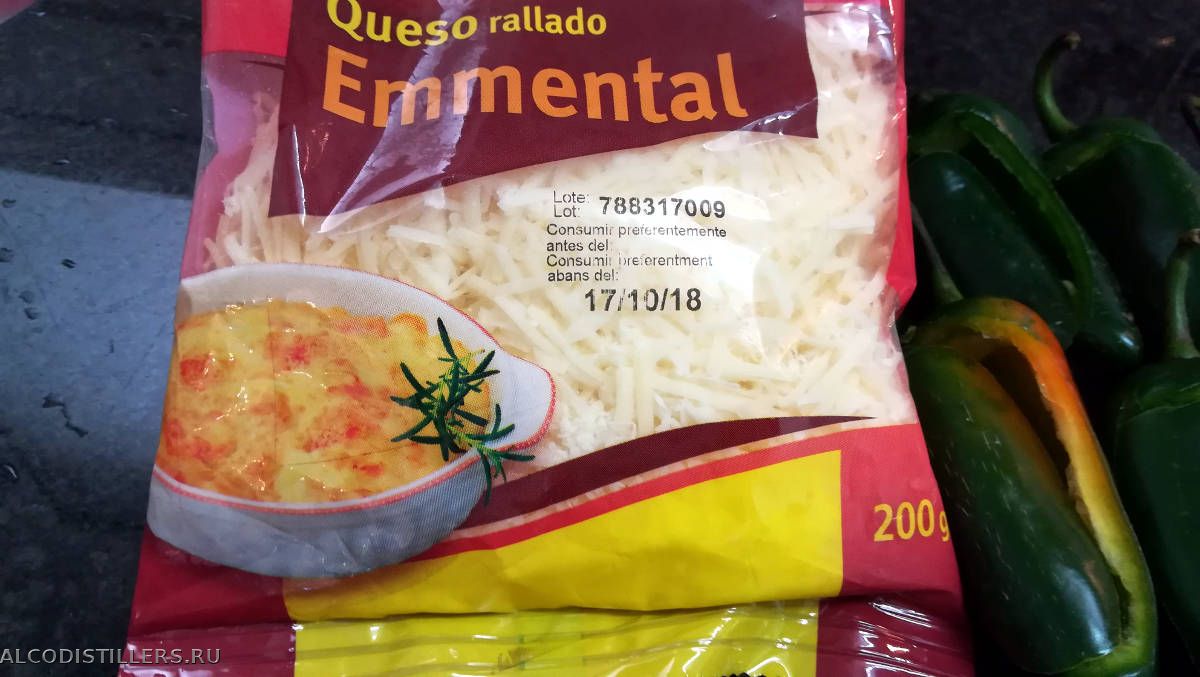 Queso rallado
Emmental
Lote:
Lot: 788317009
Consumir preferentemente
antes del:
Consumir preferentment
abans del:
17/10/18
200g
ALCODISTILLERS.RU